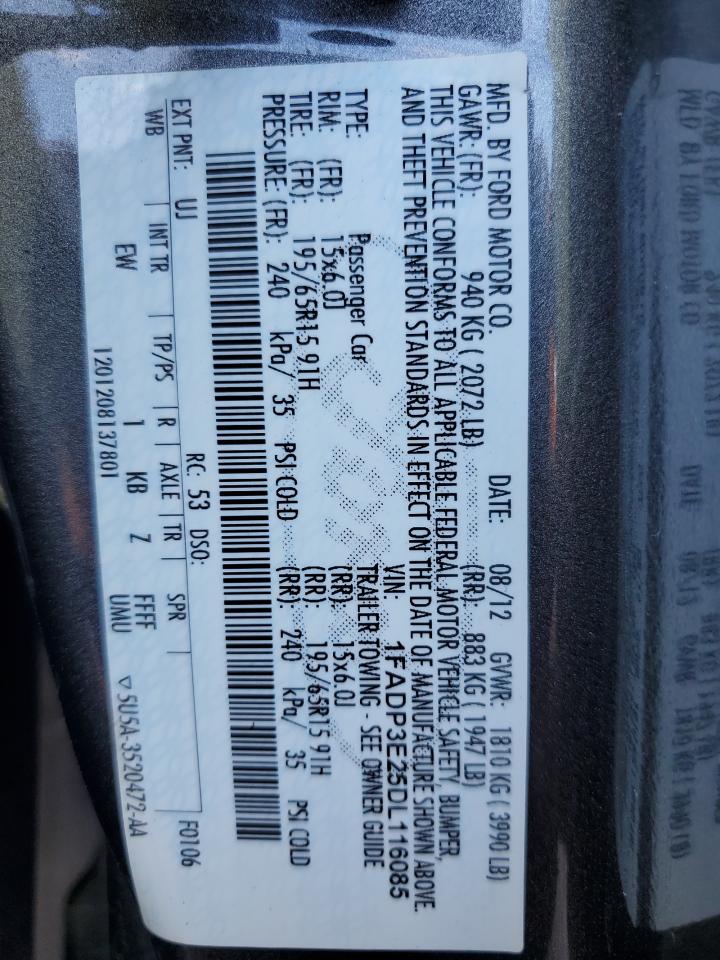 MFD. BY FORD MOTOR CO. DATE: 08/12 GVWR: 1810 KG ( 3990 LB)
GAWR: (FR): 940 KG ( 2072 LB) (RR): 883 KG ( 1947 LB)
THIS VEHICLE CONFORMS TO ALL APPLICABLE FEDERAL MOTOR VEHICLE SAFETY, BUMPER,
AND THEFT PREVENTION STANDARDS IN EFFECT ON THE DATE OF MANUFACTURE SHOWN ABOVE.
VIN: 1FADP3E25DL116085
TYPE: Passenger Car TRAILER TOWING - SEE OWNER GUIDE
RIM: (FR): 15x6.0J (RR): 15x6.0J
TIRE: (FR): 195/65R15 91H (RR): 195/65R15 91H
PRESSURE: (FR): 240 kPa/ 35 PSI COLD (RR): 240 kPa/ 35 PSI COLD
F0106
EXT PNT: UJ RC: 53 DSO:
WB INT TR TP/PS R AXLE TR SPR
EW 1 KB Z FFFF
UMU
1201208137801 ▽5U5A-3520472-AA